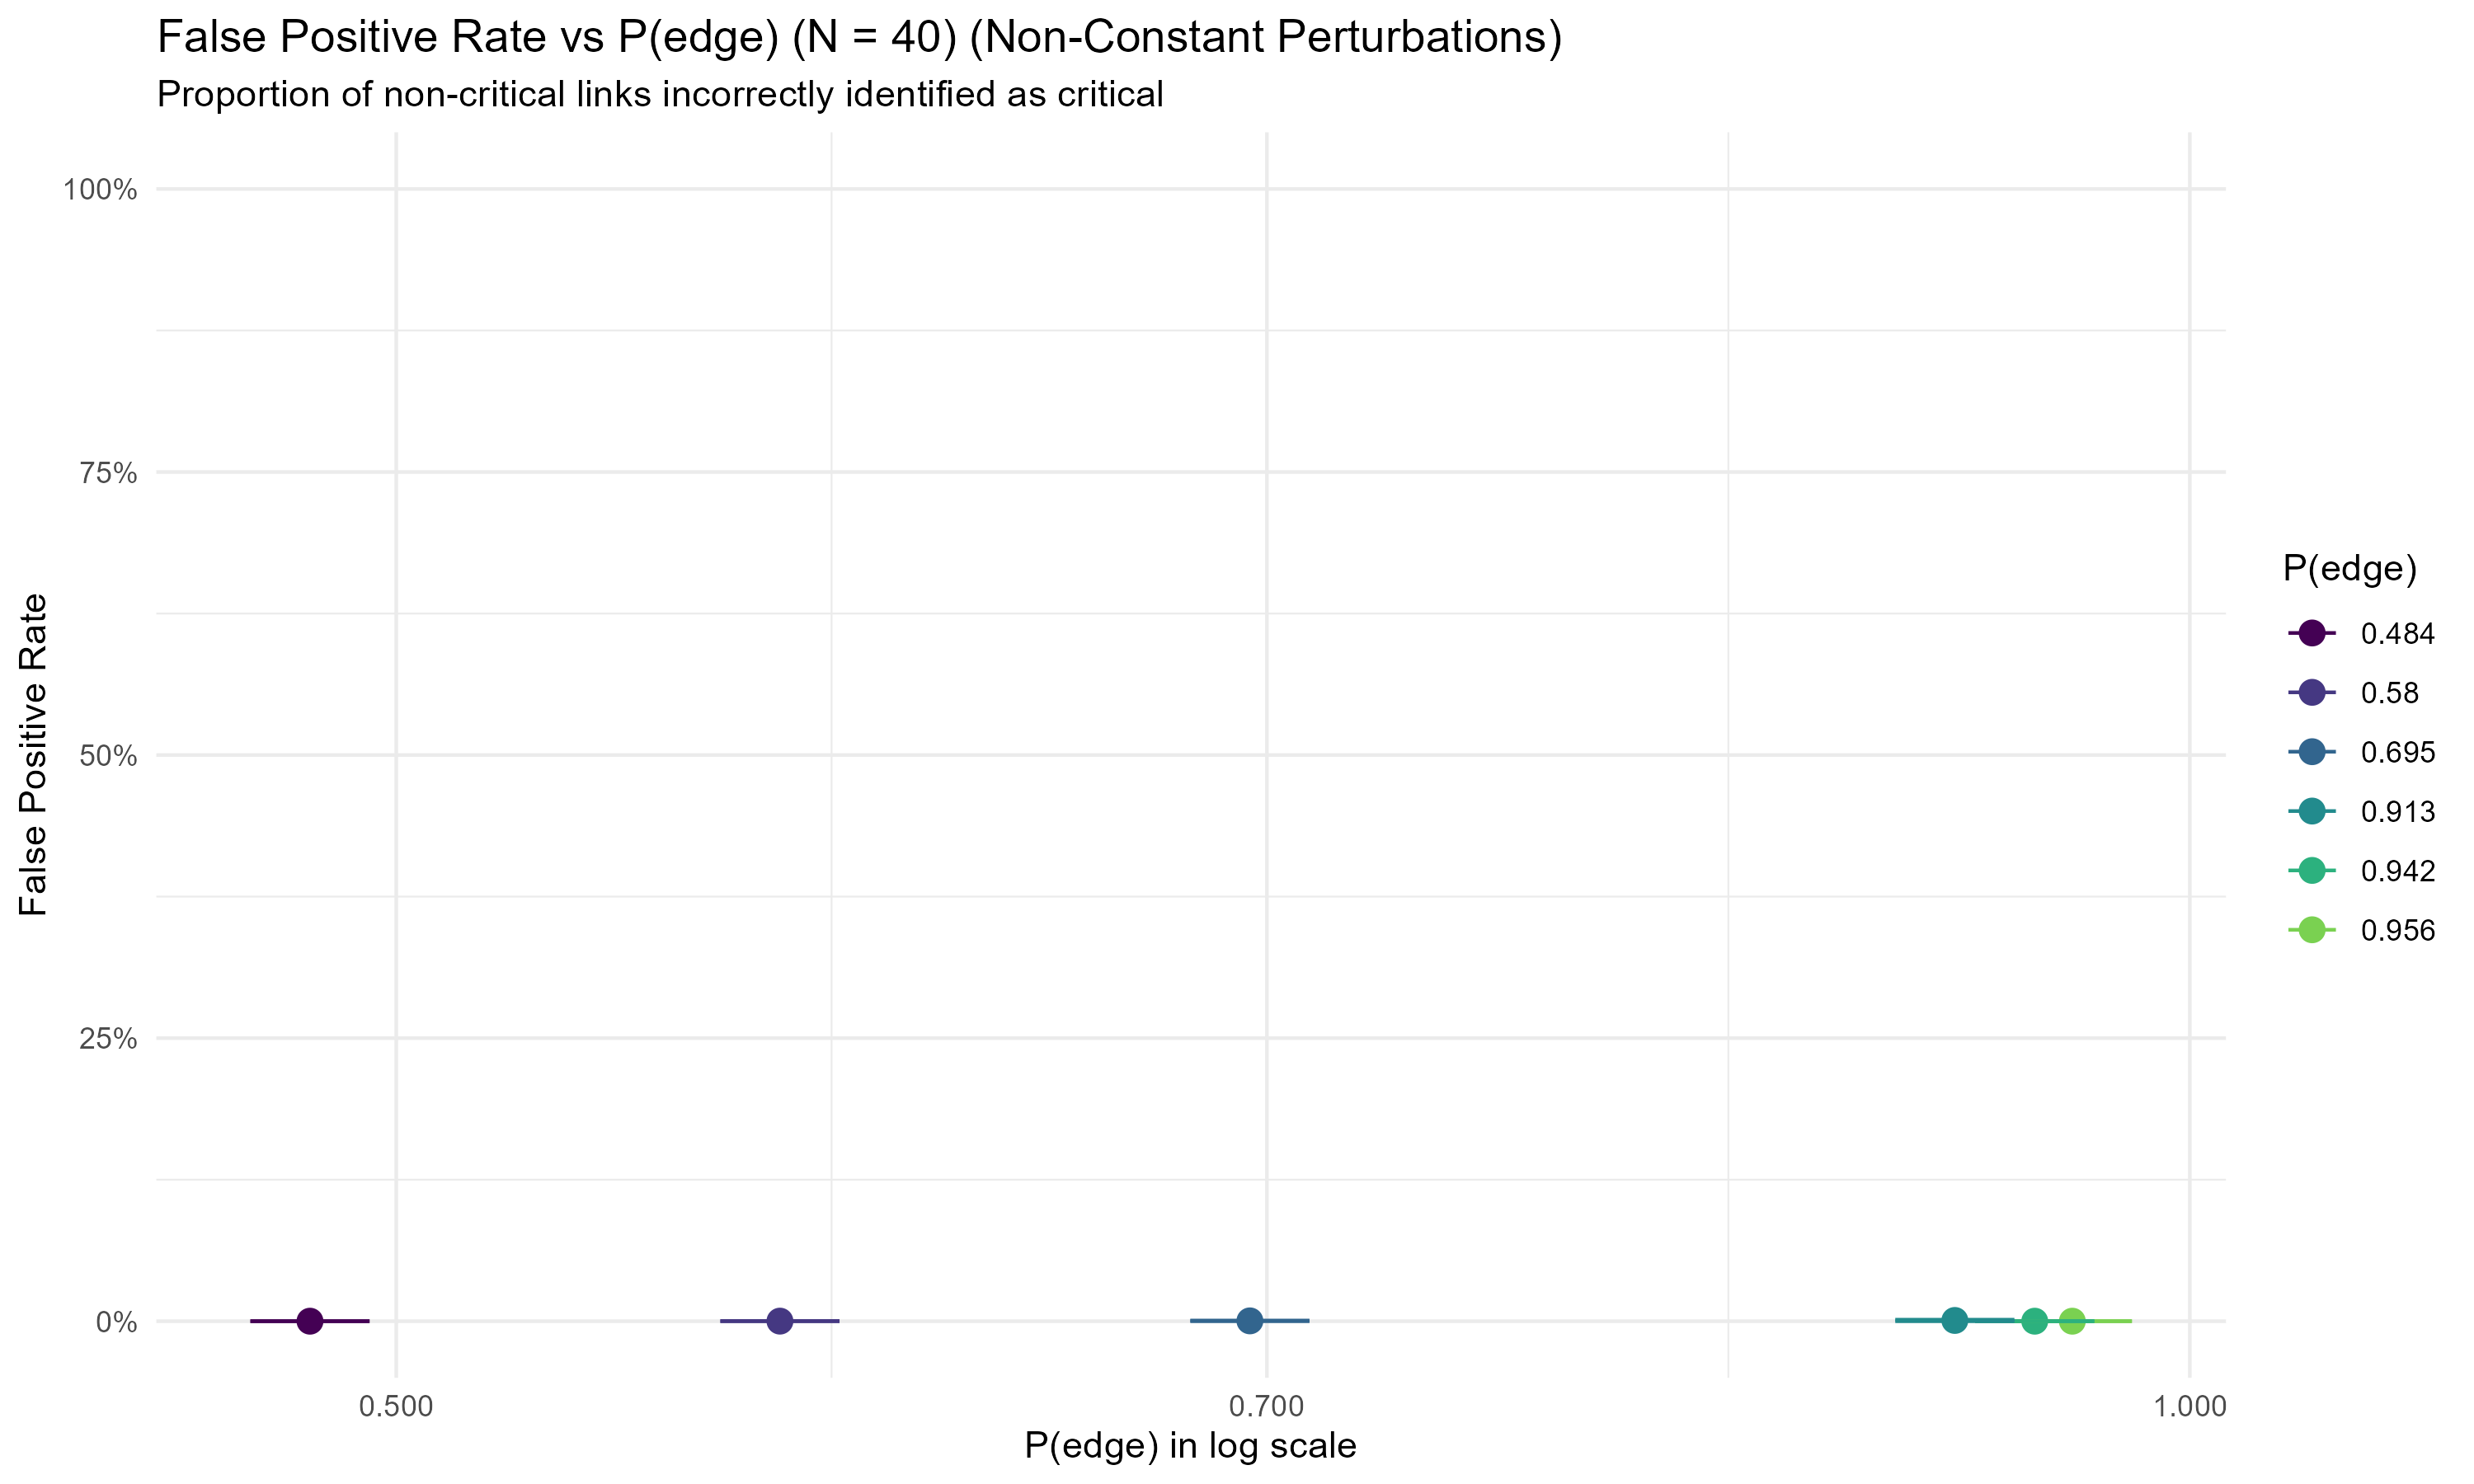 False Positive Rate vs P(edge) (N = 40) (Non-Constant Perturbations)
Proportion of non-critical links incorrectly identified as critical
False Positive Rate
100%
75%
50%
25%
0%
0.500
0.700
1.000
P(edge) in log scale
P(edge)
0.484
0.58
0.695
0.913
0.942
0.956